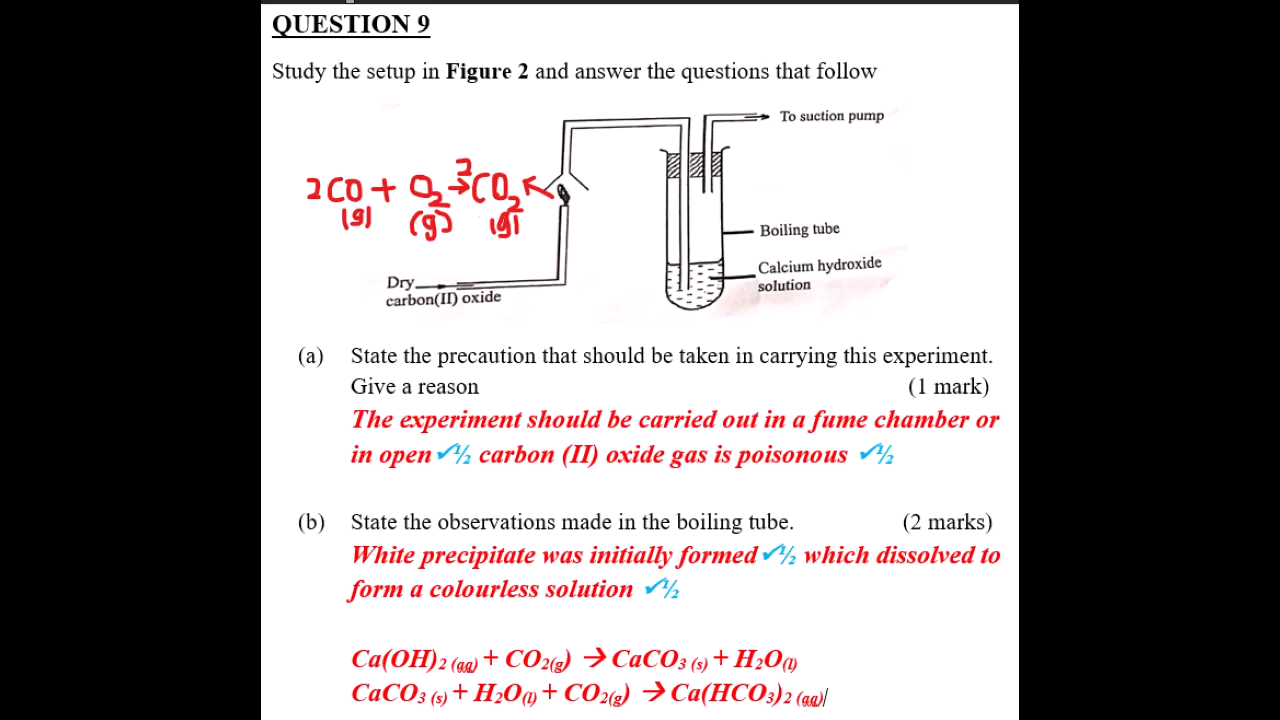 QUESTION 9
Study the setup in Figure 2 and answer the questions that follow
To suction pump
2CO + O2 → 2CO2
(g) (g) (g)
Boiling tube
Calcium hydroxide
solution
Dry
carbon(II) oxide
(a) State the precaution that should be taken in carrying this experiment.
Give a reason (1 mark)
The experiment should be carried out in a fume chamber or
in open ✓½ carbon (II) oxide gas is poisonous ✓½
(b) State the observations made in the boiling tube. (2 marks)
White precipitate was initially formed ✓½ which dissolved to
form a colourless solution ✓½
Ca(OH)2 (aq) + CO2(g) → CaCO3 (s) + H2O(l)
CaCO3 (s) + H2O(l) + CO2(g) → Ca(HCO3)2 (aq)